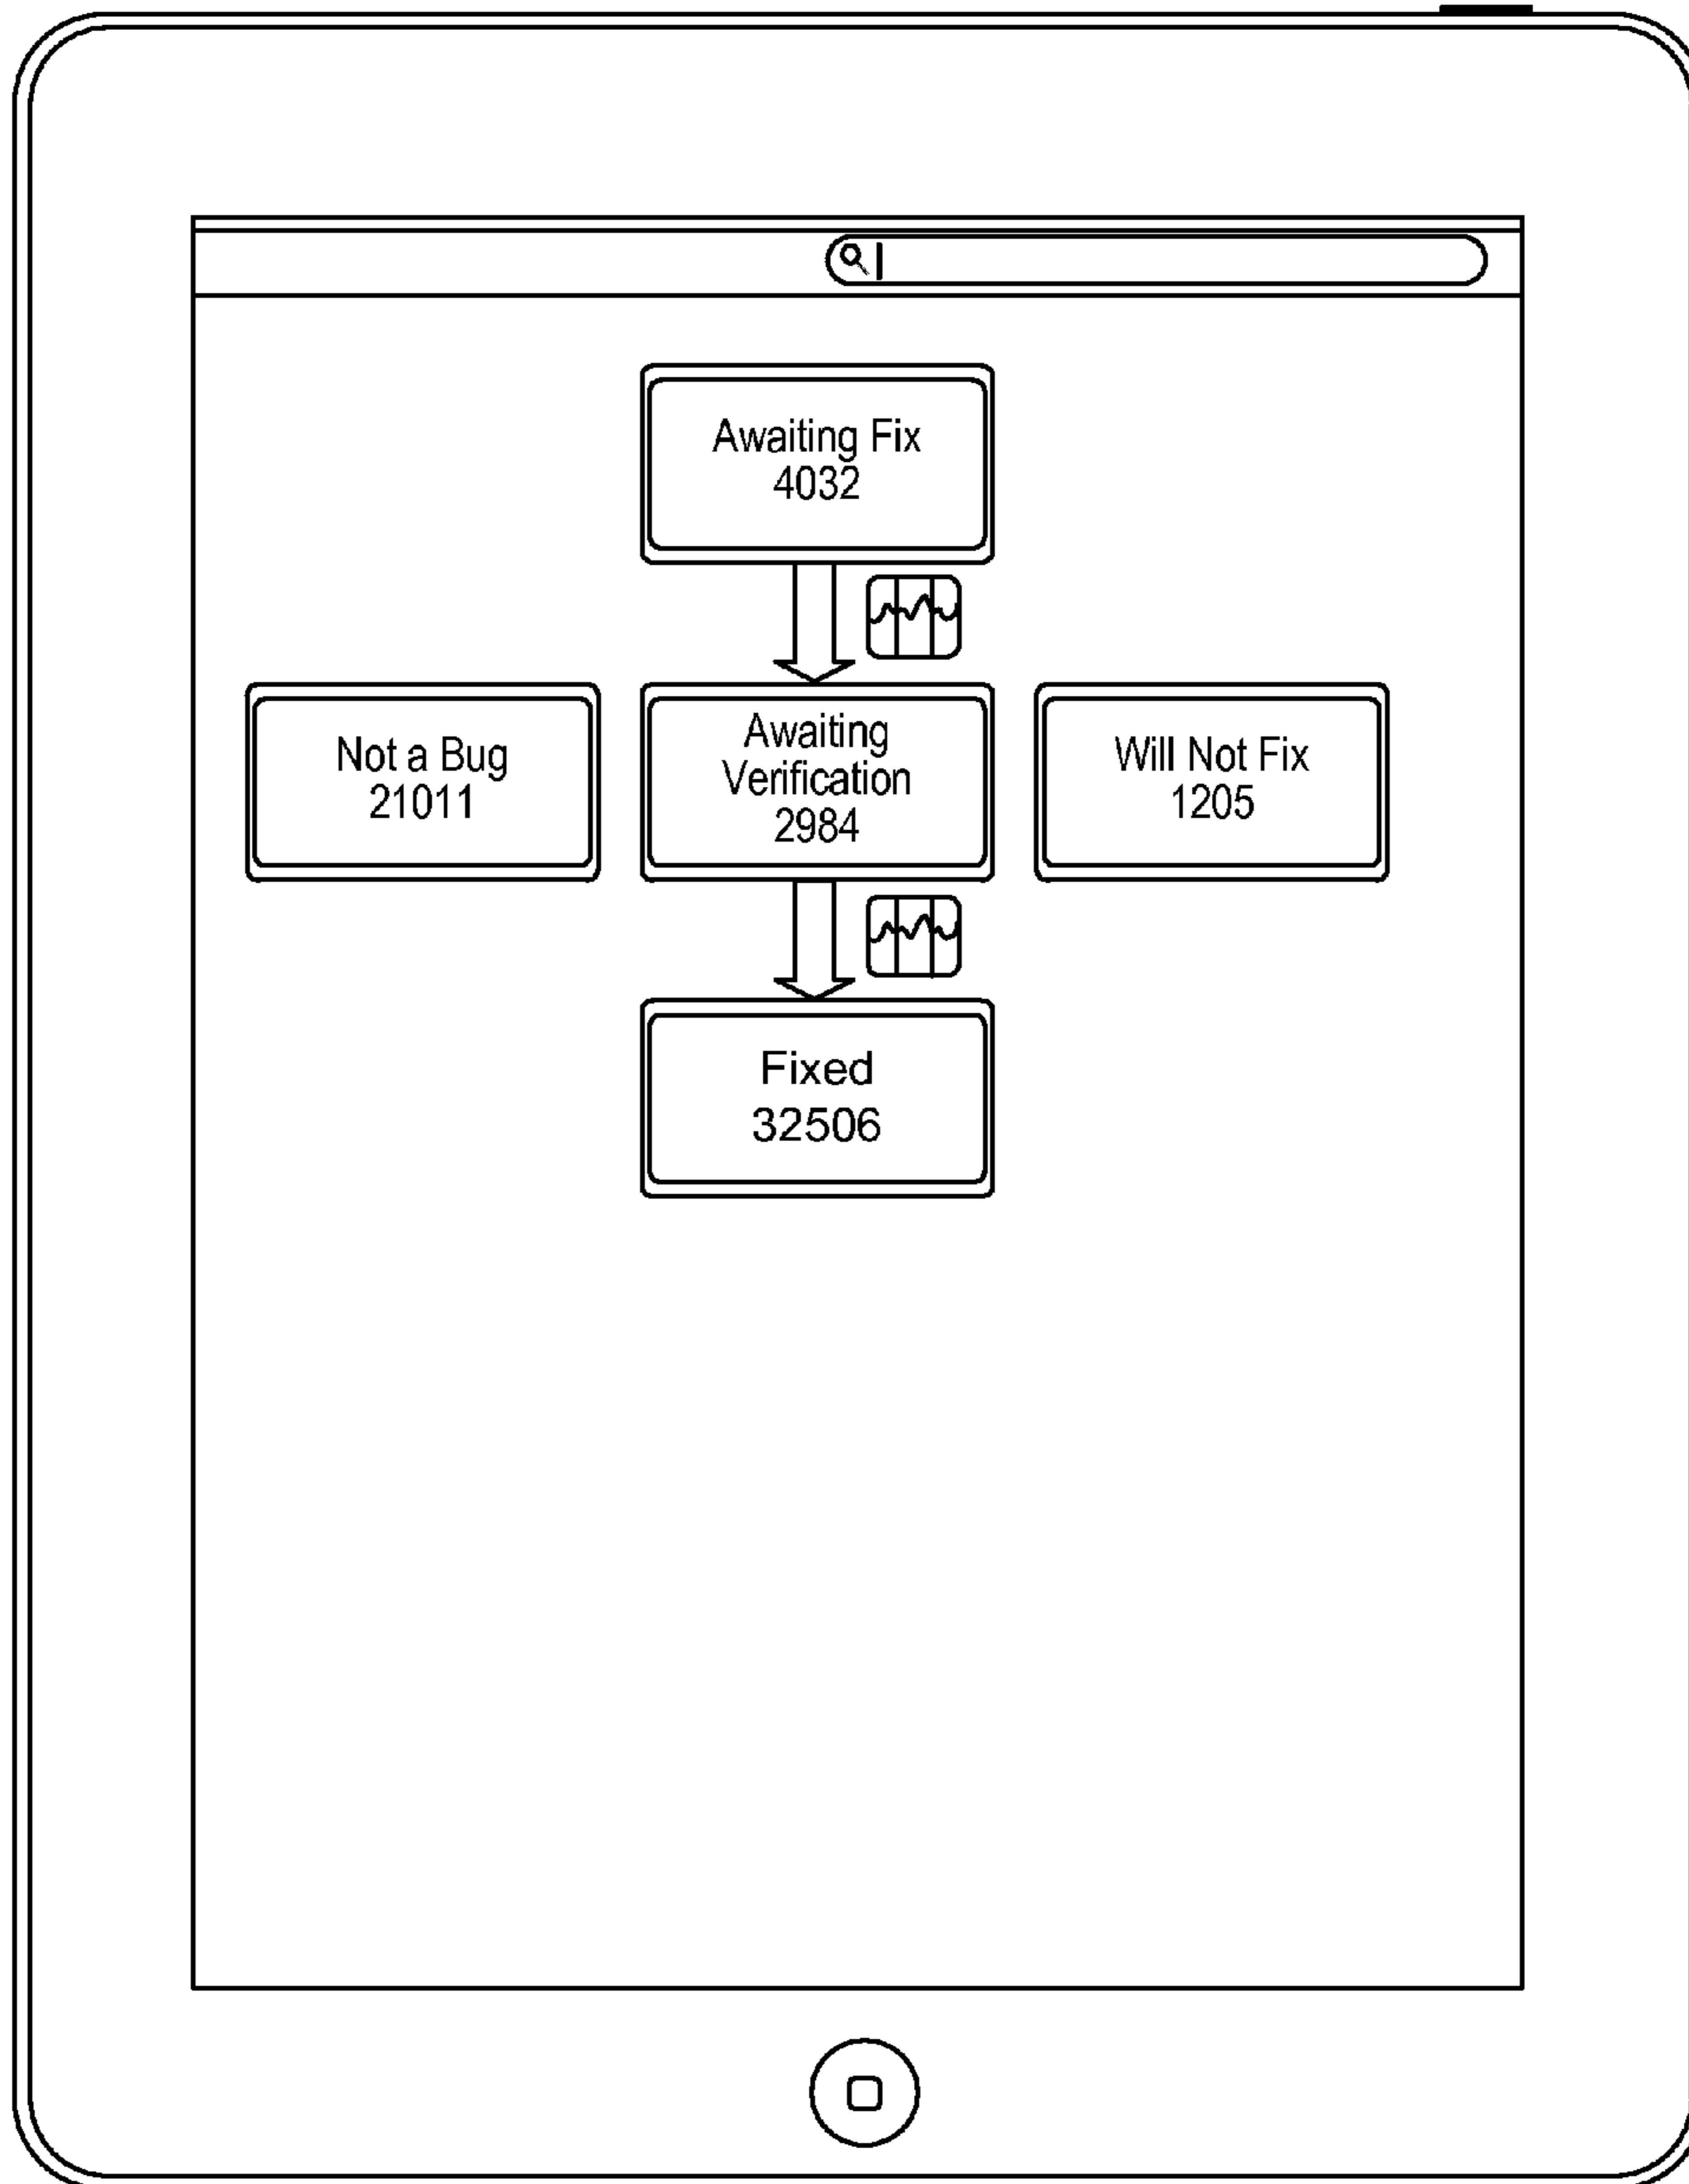 Awaiting Fix
4032
Not a Bug
21011
Awaiting
Verification
2984
Will Not Fix
1205
Fixed
32506